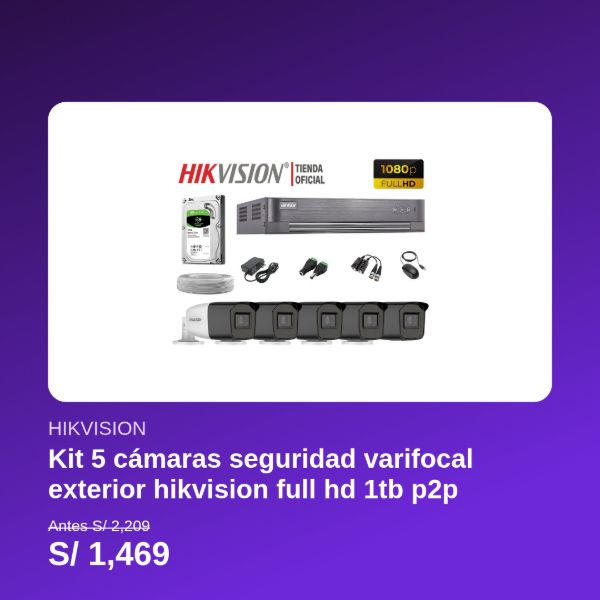 HIKVISION® TIENDA
OFICIAL
1080p
FULLHD
HIKVISION
Kit 5 cámaras seguridad varifocal
exterior hikvision full hd 1tb p2p
Antes S/ 2,209
S/ 1,469